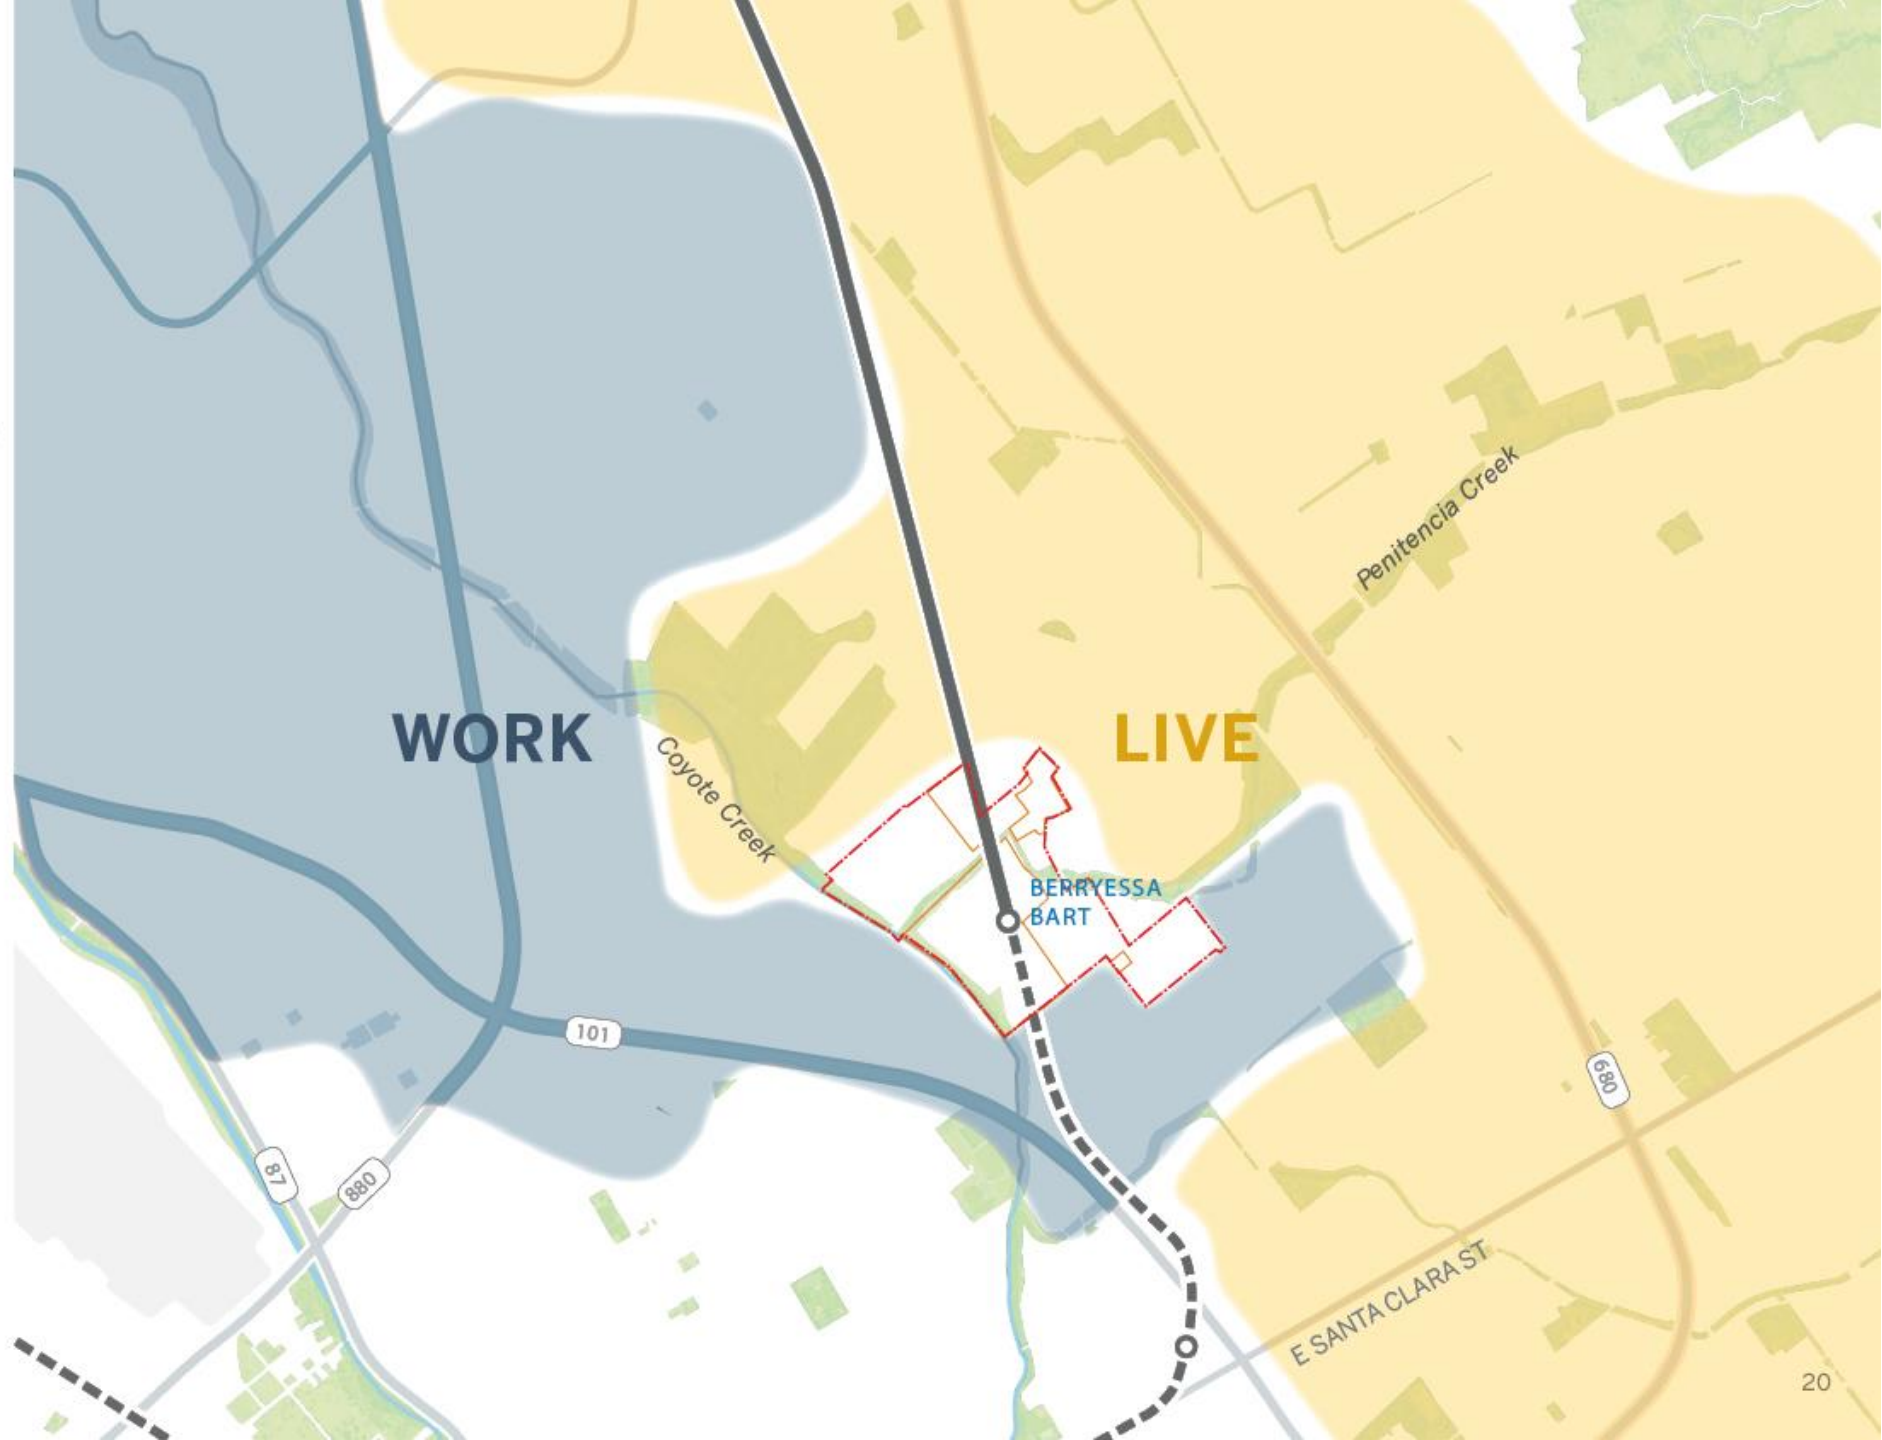 Penitencia Creek
WORK
LIVE
Coyote Creek
BERRYESSA
BART
101
680
87
880
E SANTA CLARA ST
20